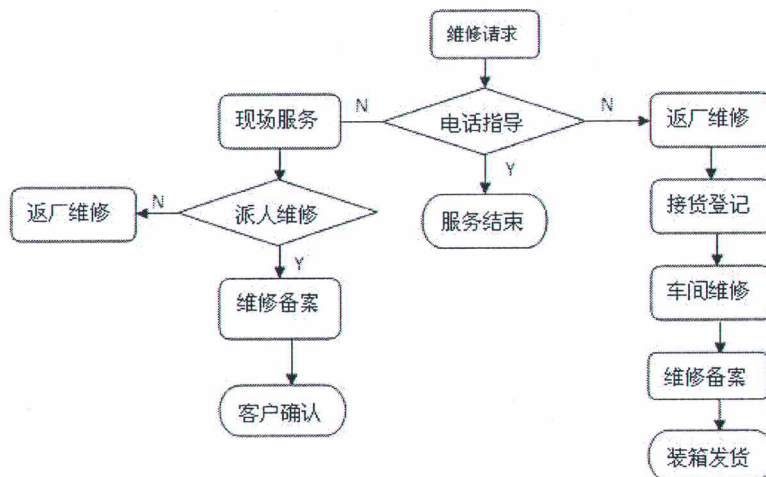 维修请求
现场服务
N
电话指导
N
返厂维修
Y
返厂维修
N
派人维修
服务结束
接货登记
Y
维修备案
车间维修
维修备案
客户确认
装箱发货